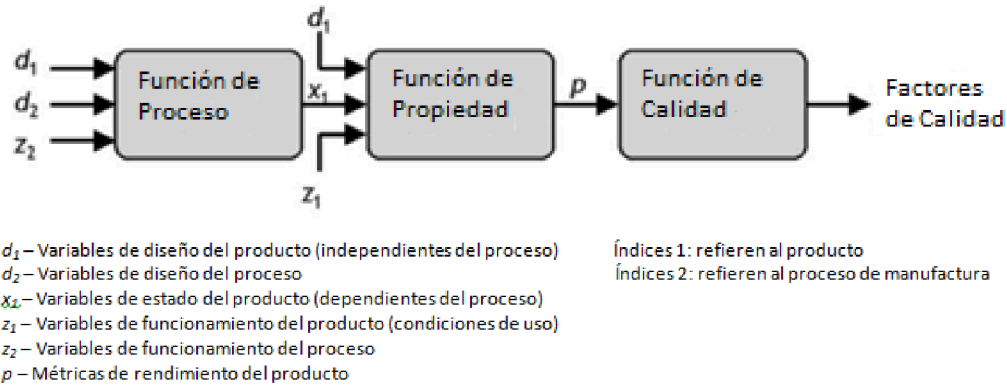 d1
d1
d2
z2
Función de
Proceso
x1
Función de
Propiedad
z1
p
Función de
Calidad
Factores
de Calidad
d1 – Variables de diseño del producto (independientes del proceso)
d2 – Variables de diseño del proceso
x1 – Variables de estado del producto (dependientes del proceso)
z1 – Variables de funcionamiento del producto (condiciones de uso)
z2 – Variables de funcionamiento del proceso
p – Métricas de rendimiento del producto
Índices 1: refieren al producto
Índices 2: refieren al proceso de manufactura